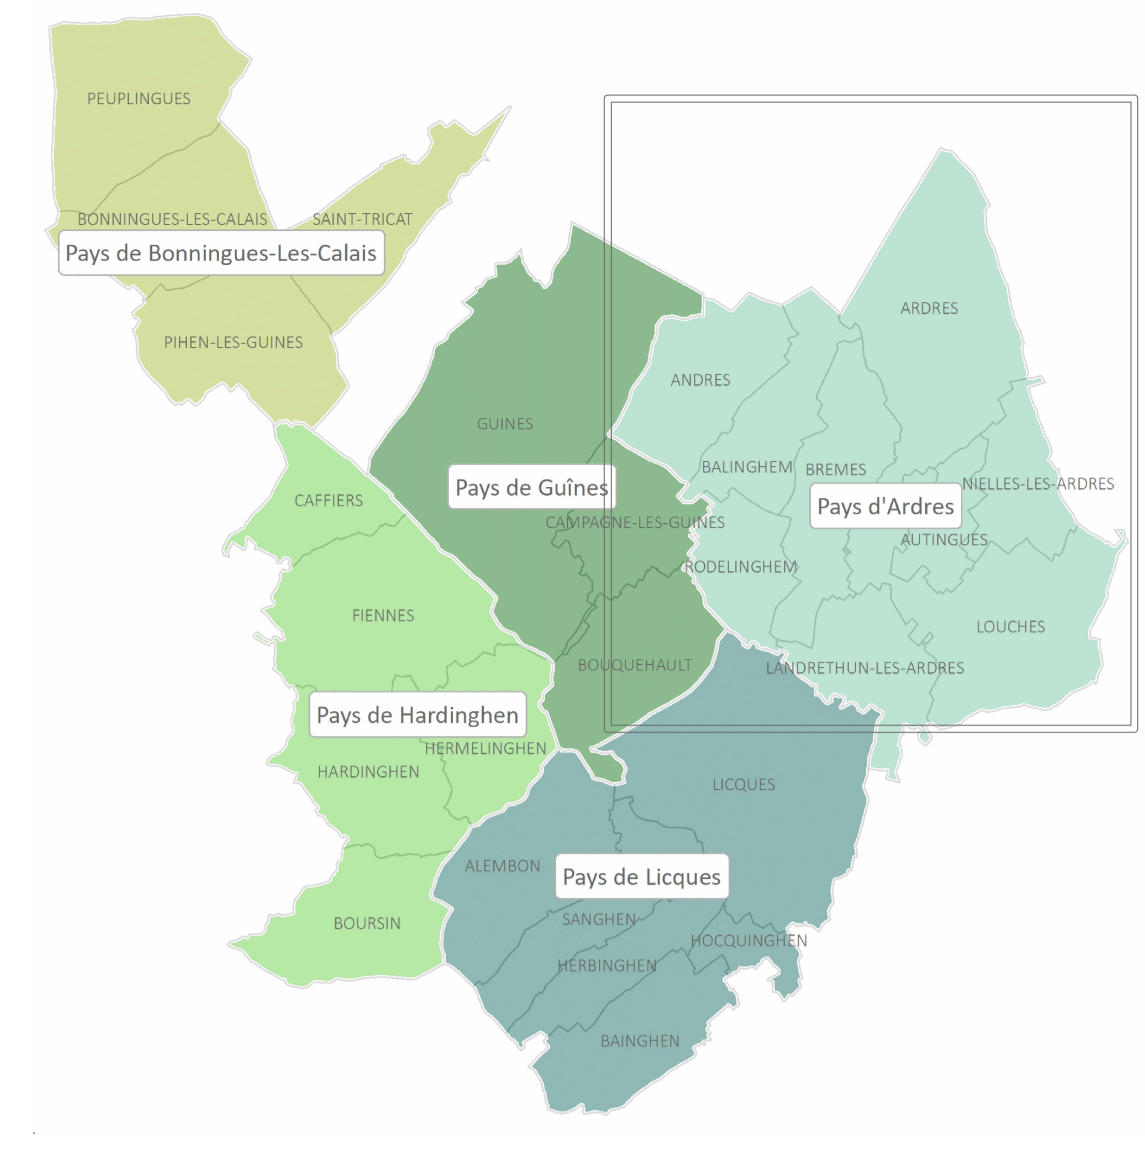 PEUPLINGUES
BONNINGUES-LES-CALAIS
SAINT-TRICAT
Pays de Bonningues-Les-Calais
PIHEN-LES-GUINES
ARDRES
ANDRES
GUINES
BALINGHEM
BREMES
NIELLES-LES-ARDRES
Pays de Guînes
Pays d'Ardres
CAFFIERS
CAMPAGNE-LES-GUINES
AUTINGUES
RODELINGHEM
FIENNES
LOUCHES
BOUQUEHAULT
LANDRETHUN-LES-ARDRES
Pays de Hardinghen
HERMELINGHEN
HARDINGHEN
LICQUES
ALEMBON
Pays de Licques
BOURSIN
SANGHEN
HOCQUINGHEN
HERBINGHEN
BAINGHEN